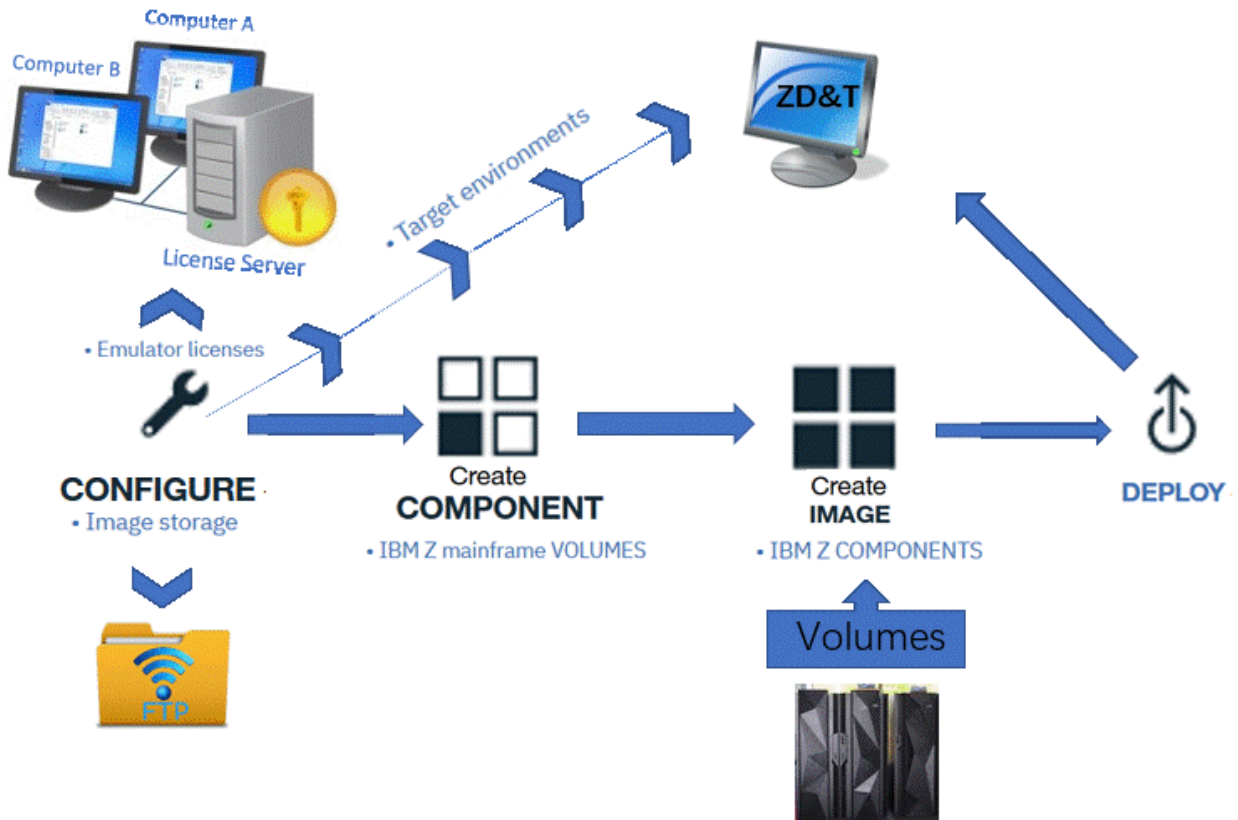 Computer A
Computer B
ZD&T
• Target environments
License Server
• Emulator licenses
CONFIGURE
• Image storage
Create
COMPONENT
• IBM Z mainframe VOLUMES
Create
IMAGE
• IBM Z COMPONENTS
DEPLOY
Volumes
FTP